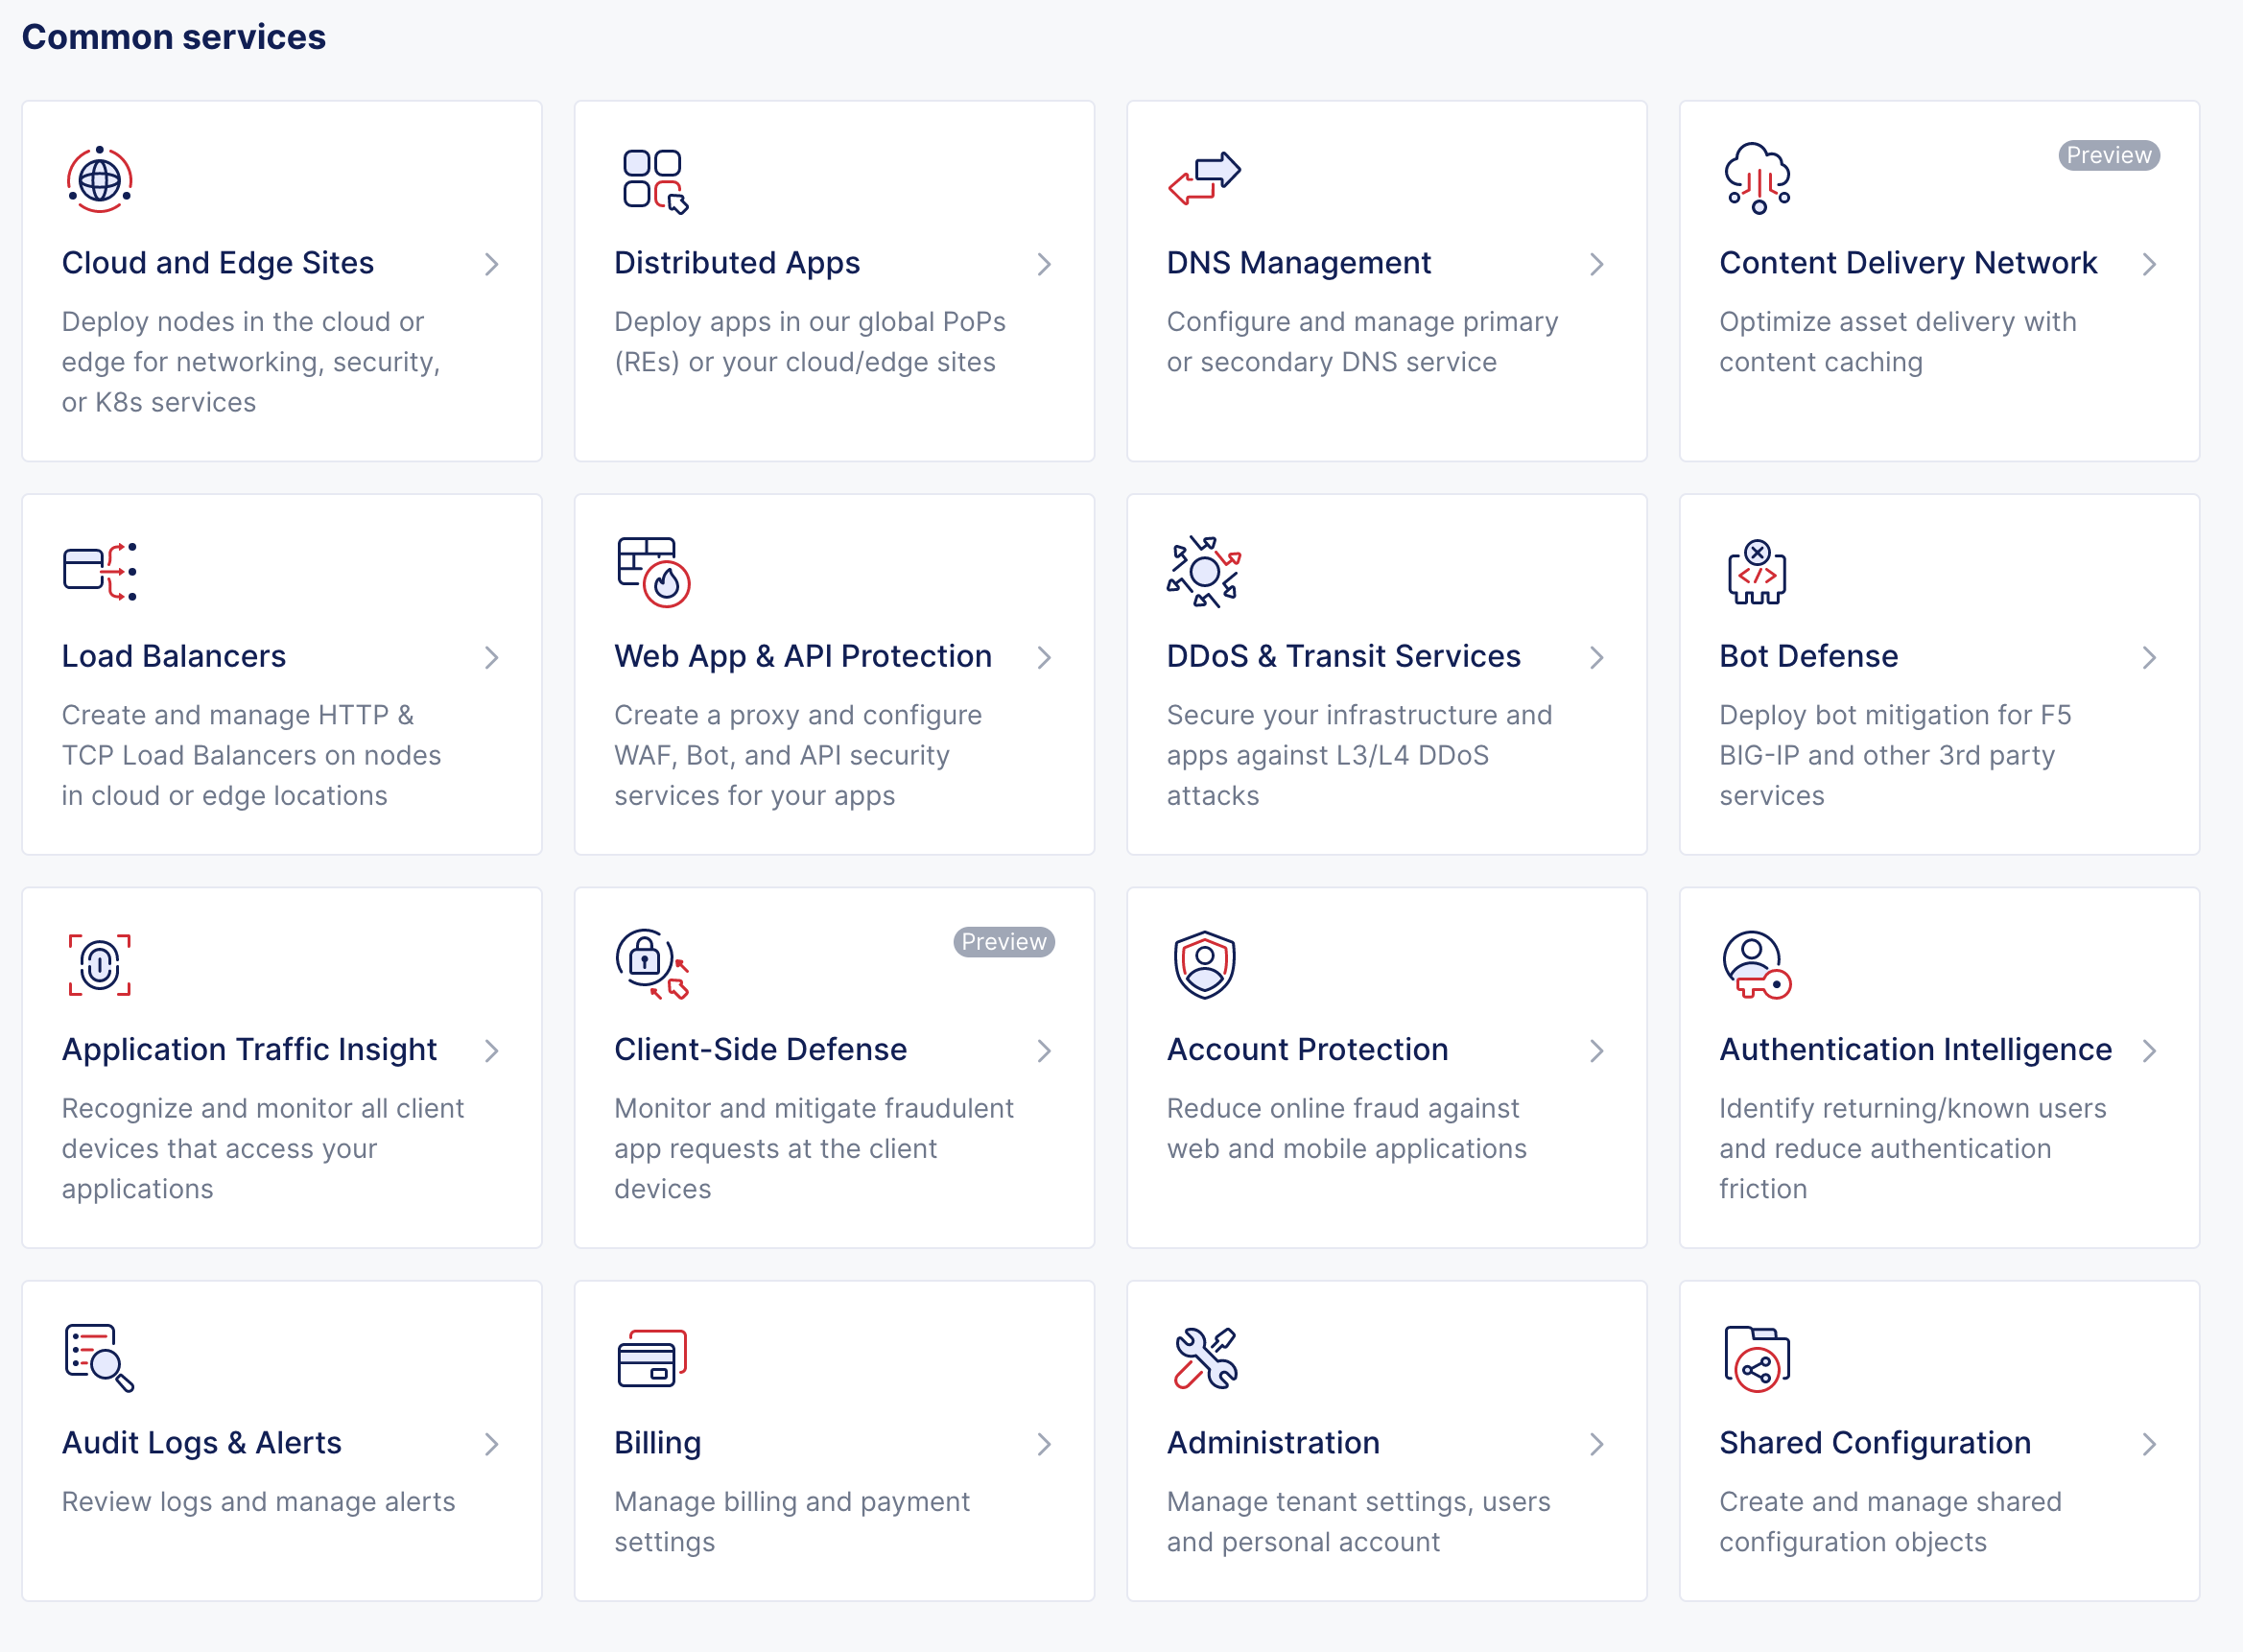 Common services
Cloud and Edge Sites
Deploy nodes in the cloud or
edge for networking, security,
or K8s services
Distributed Apps
Deploy apps in our global PoPs
(REs) or your cloud/edge sites
DNS Management
Configure and manage primary
or secondary DNS service
Preview
Content Delivery Network
Optimize asset delivery with
content caching
Load Balancers
Create and manage HTTP &
TCP Load Balancers on nodes
in cloud or edge locations
Web App & API Protection
Create a proxy and configure
WAF, Bot, and API security
services for your apps
DDoS & Transit Services
Secure your infrastructure and
apps against L3/L4 DDoS
attacks
Bot Defense
Deploy bot mitigation for F5
BIG-IP and other 3rd party
services
Application Traffic Insight
Recognize and monitor all client
devices that access your
applications
Preview
Client-Side Defense
Monitor and mitigate fraudulent
app requests at the client
devices
Account Protection
Reduce online fraud against
web and mobile applications
Authentication Intelligence
Identify returning/known users
and reduce authentication
friction
Audit Logs & Alerts
Review logs and manage alerts
Billing
Manage billing and payment
settings
Administration
Manage tenant settings, users
and personal account
Shared Configuration
Create and manage shared
configuration objects